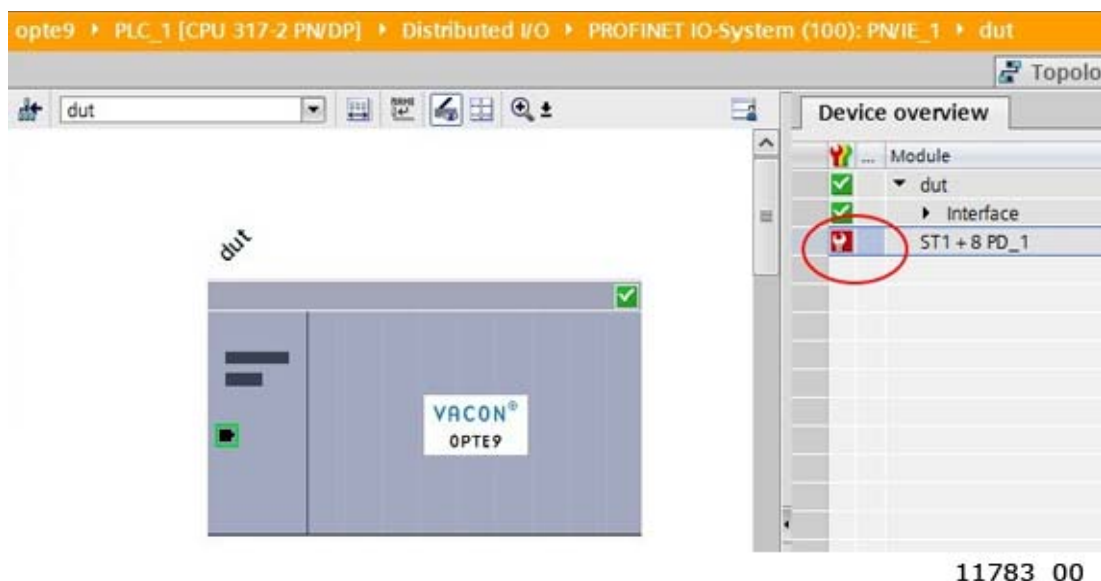 opte9 ▸ PLC_1 [CPU 317-2 PN/DP] ▸ Distributed I/O ▸ PROFINET IO-System (100): PN/IE_1 ▸ dut
Topolo
dut
Device overview
... Module
dut
Interface
ST1 + 8 PD_1
dut
VACON®
OPTE9
11783_00